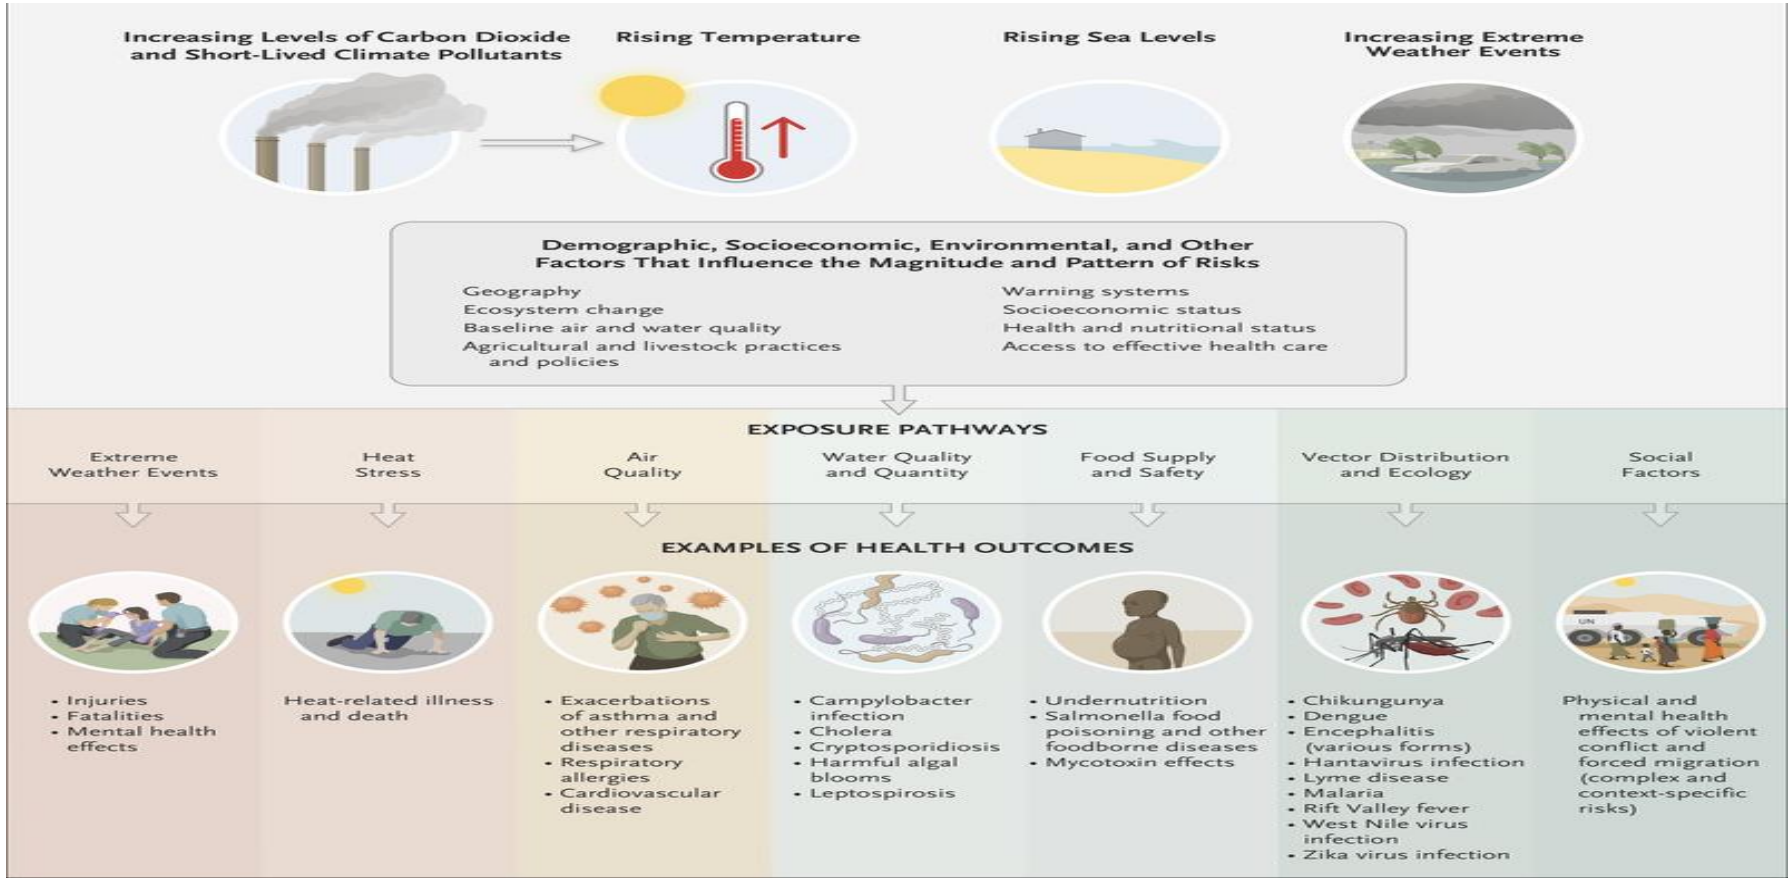 Increasing Levels of Carbon Dioxide
and Short-Lived Climate Pollutants
Rising Temperature
Rising Sea Levels
Increasing Extreme
Weather Events
Demographic, Socioeconomic, Environmental, and Other
Factors That Influence the Magnitude and Pattern of Risks
Geography
Ecosystem change
Baseline air and water quality
Agricultural and livestock practices
and policies
Warning systems
Socioeconomic status
Health and nutritional status
Access to effective health care
EXPOSURE PATHWAYS
Extreme
Weather Events
Heat
Stress
Air
Quality
Water Quality
and Quantity
Food Supply
and Safety
Vector Distribution
and Ecology
Social
Factors
EXAMPLES OF HEALTH OUTCOMES
UN
• Injuries
• Fatalities
• Mental health
effects
Heat-related illness
and death
• Exacerbations
of asthma and
other respiratory
diseases
• Respiratory
allergies
• Cardiovascular
disease
• Campylobacter
infection
• Cholera
• Cryptosporidiosis
• Harmful algal
blooms
• Leptospirosis
• Undernutrition
• Salmonella food
poisoning and other
foodborne diseases
• Mycotoxin effects
• Chikungunya
• Dengue
• Encephalitis
(various forms)
• Hantavirus infection
• Lyme disease
• Malaria
• Rift Valley fever
• West Nile virus
infection
• Zika virus infection
Physical and
mental health
effects of violent
conflict and
forced migration
(complex and
context-specific
risks)